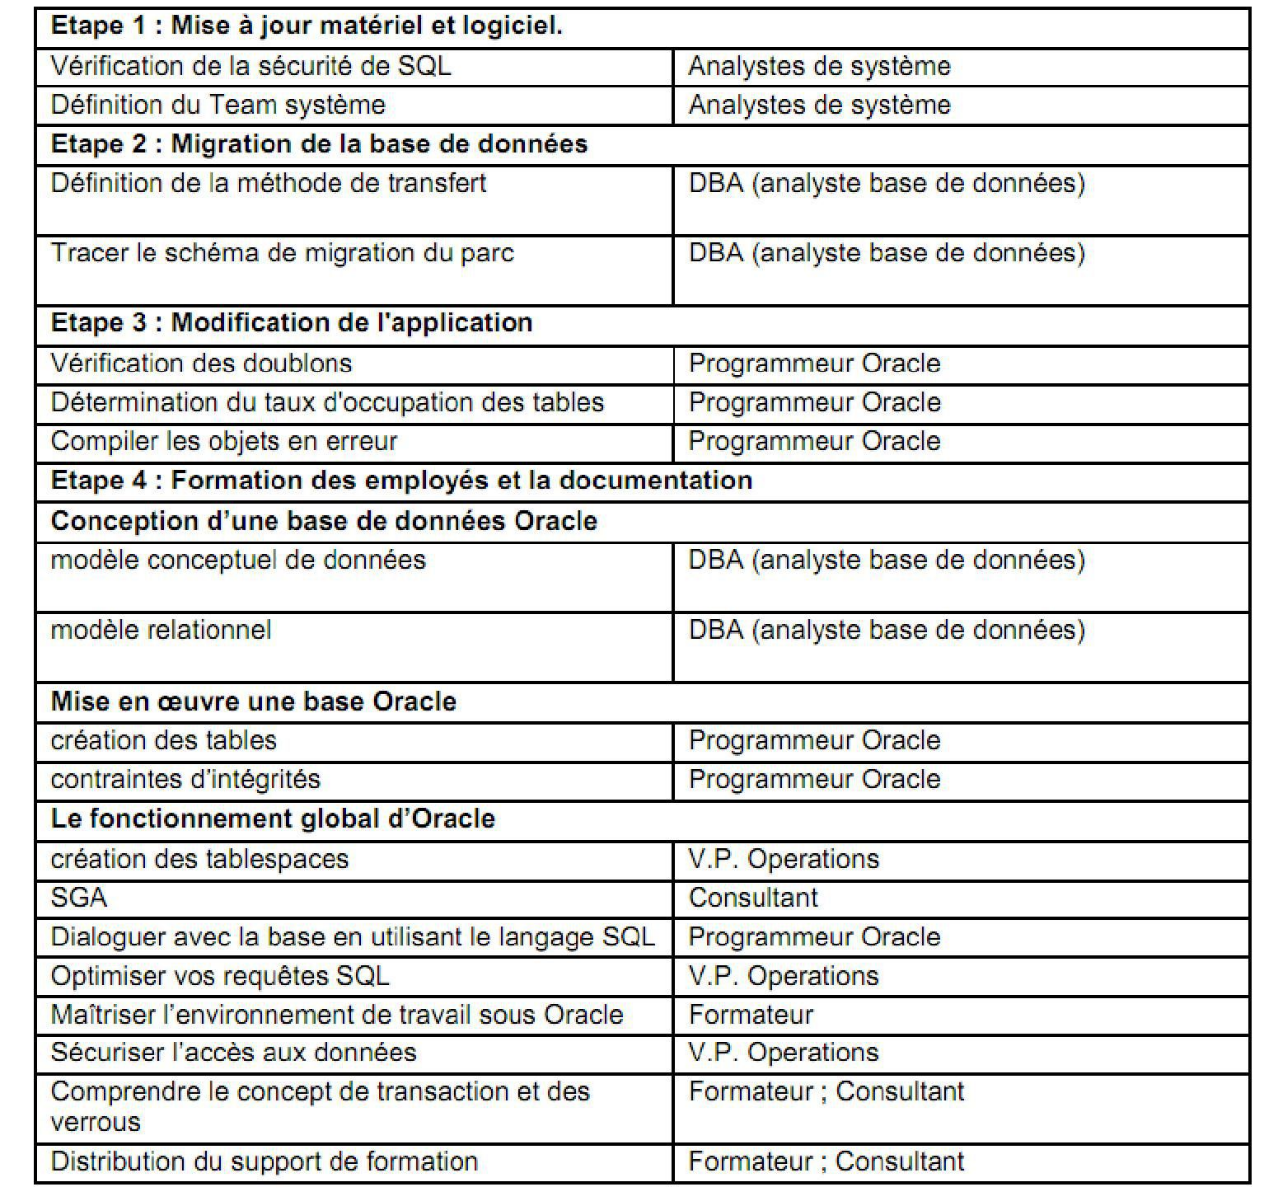 Etape 1 : Mise à jour matériel et logiciel.
Vérification de la sécurité de SQL Analystes de système
Définition du Team système Analystes de système
Etape 2 : Migration de la base de données
Définition de la méthode de transfert DBA (analyste base de données)
Tracer le schéma de migration du parc DBA (analyste base de données)
Etape 3 : Modification de l'application
Vérification des doublons Programmeur Oracle
Détermination du taux d'occupation des tables Programmeur Oracle
Compiler les objets en erreur Programmeur Oracle
Etape 4 : Formation des employés et la documentation
Conception d’une base de données Oracle
modèle conceptuel de données DBA (analyste base de données)
modèle relationnel DBA (analyste base de données)
Mise en œuvre une base Oracle
création des tables Programmeur Oracle
contraintes d’intégrités Programmeur Oracle
Le fonctionnement global d’Oracle
création des tablespaces V.P. Operations
SGA Consultant
Dialoguer avec la base en utilisant le langage SQL Programmeur Oracle
Optimiser vos requêtes SQL V.P. Operations
Maîtriser l’environnement de travail sous Oracle Formateur
Sécuriser l’accès aux données V.P. Operations
Comprendre le concept de transaction et des Formateur ; Consultant
verrous
Distribution du support de formation Formateur ; Consultant